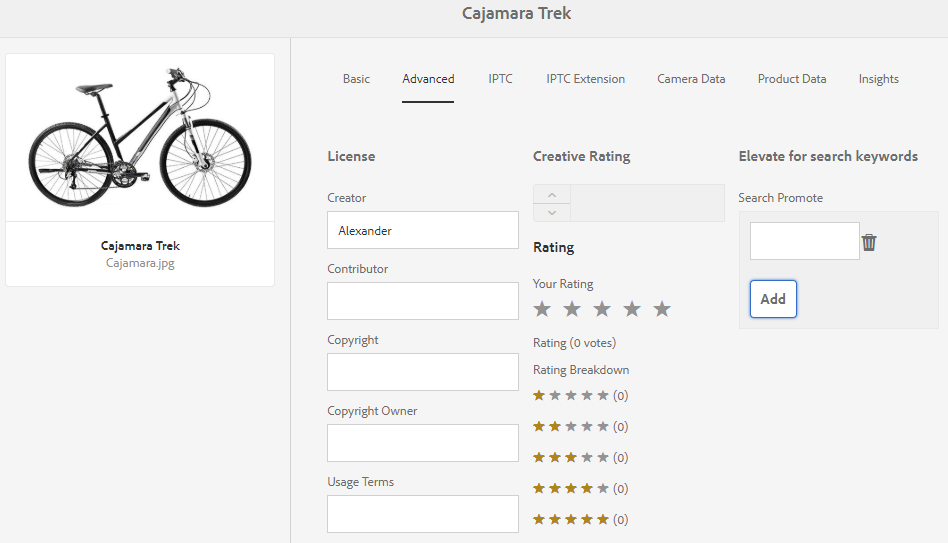 Cajamara Trek
Cajamara Trek
Cajamara.jpg
Basic Advanced IPTC IPTC Extension Camera Data Product Data Insights
License
Creator
Alexander
Contributor
Copyright
Copyright Owner
Usage Terms
Creative Rating
Rating
Your Rating
Rating (0 votes)
Rating Breakdown
(0)
(0)
(0)
(0)
(0)
Elevate for search keywords
Search Promote
Add